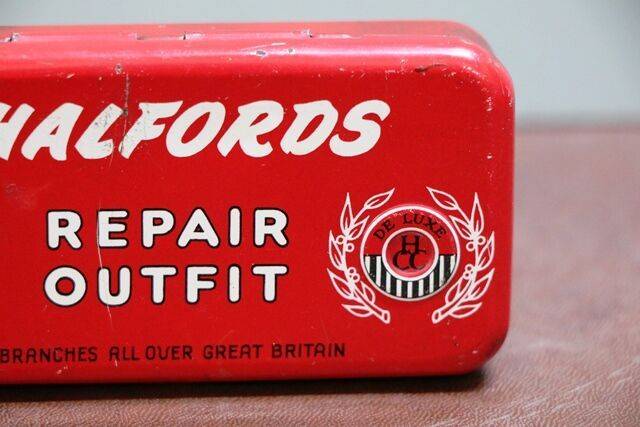 HALFORDS
REPAIR
OUTFIT
DE LUXE
HCC
BRANCHES ALL OVER GREAT BRITAIN